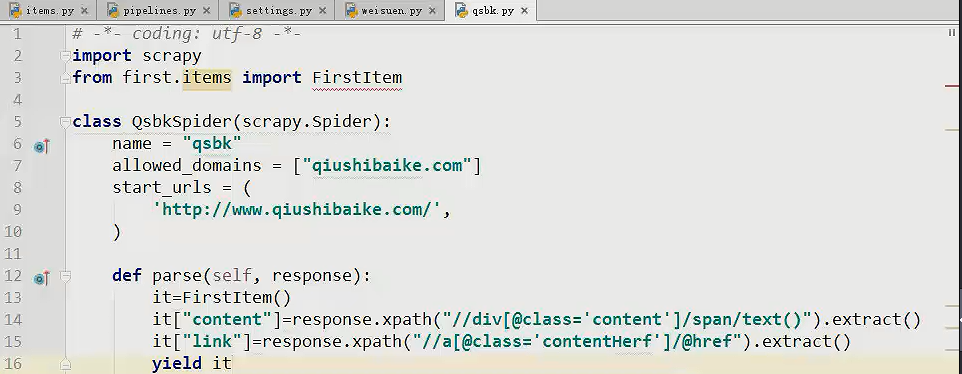 items.py × pipelines.py × settings.py × weisuen.py × qsbk.py ×
1 # -*- coding: utf-8 -*-
2 import scrapy
3 from first.items import FirstItem
4
5 class QsbkSpider(scrapy.Spider):
6 name = "qsbk"
7 allowed_domains = ["qiushibaike.com"]
8 start_urls = (
9 'http://www.qiushibaike.com/',
10 )
11
12 def parse(self, response):
13 it=FirstItem()
14 it["content"]=response.xpath("//div[@class='content']/span/text()").extract()
15 it["link"]=response.xpath("//a[@class='contentHerf']/@href").extract()
16 yield it